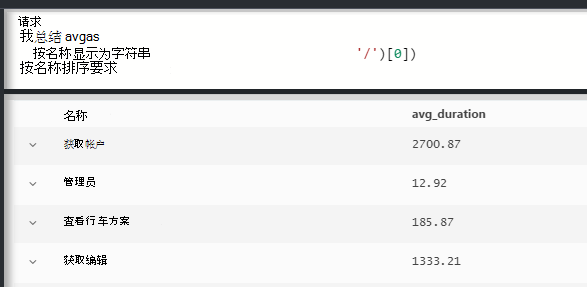 请求
我总结 avgas
按名称显示为字符串 '/')[0])
按名称排序要求
名称 avg_duration
获取帐户 2700.87
管理员 12.92
查看行车方案 185.87
获取编辑 1333.21